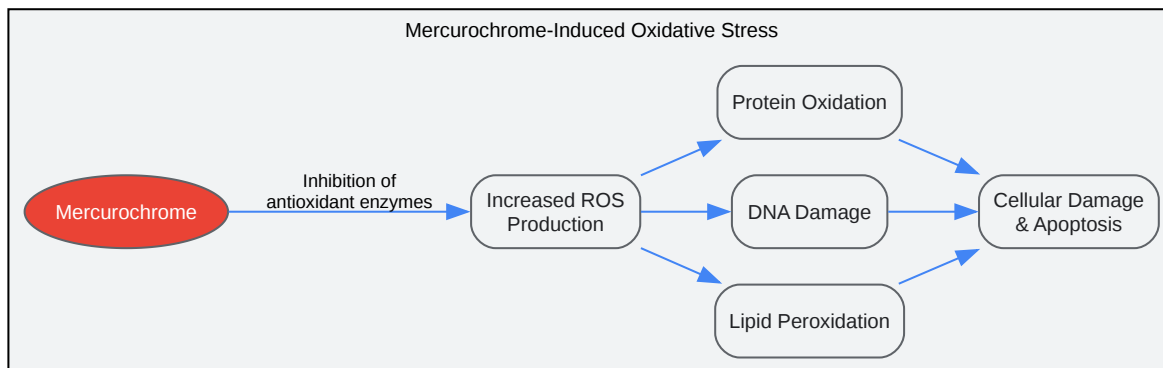 Mercurochrome-Induced Oxidative Stress
Protein Oxidation
Inhibition of
antioxidant enzymes
Mercurochrome
Increased ROS
Production
DNA Damage
Cellular Damage
& Apoptosis
Lipid Peroxidation